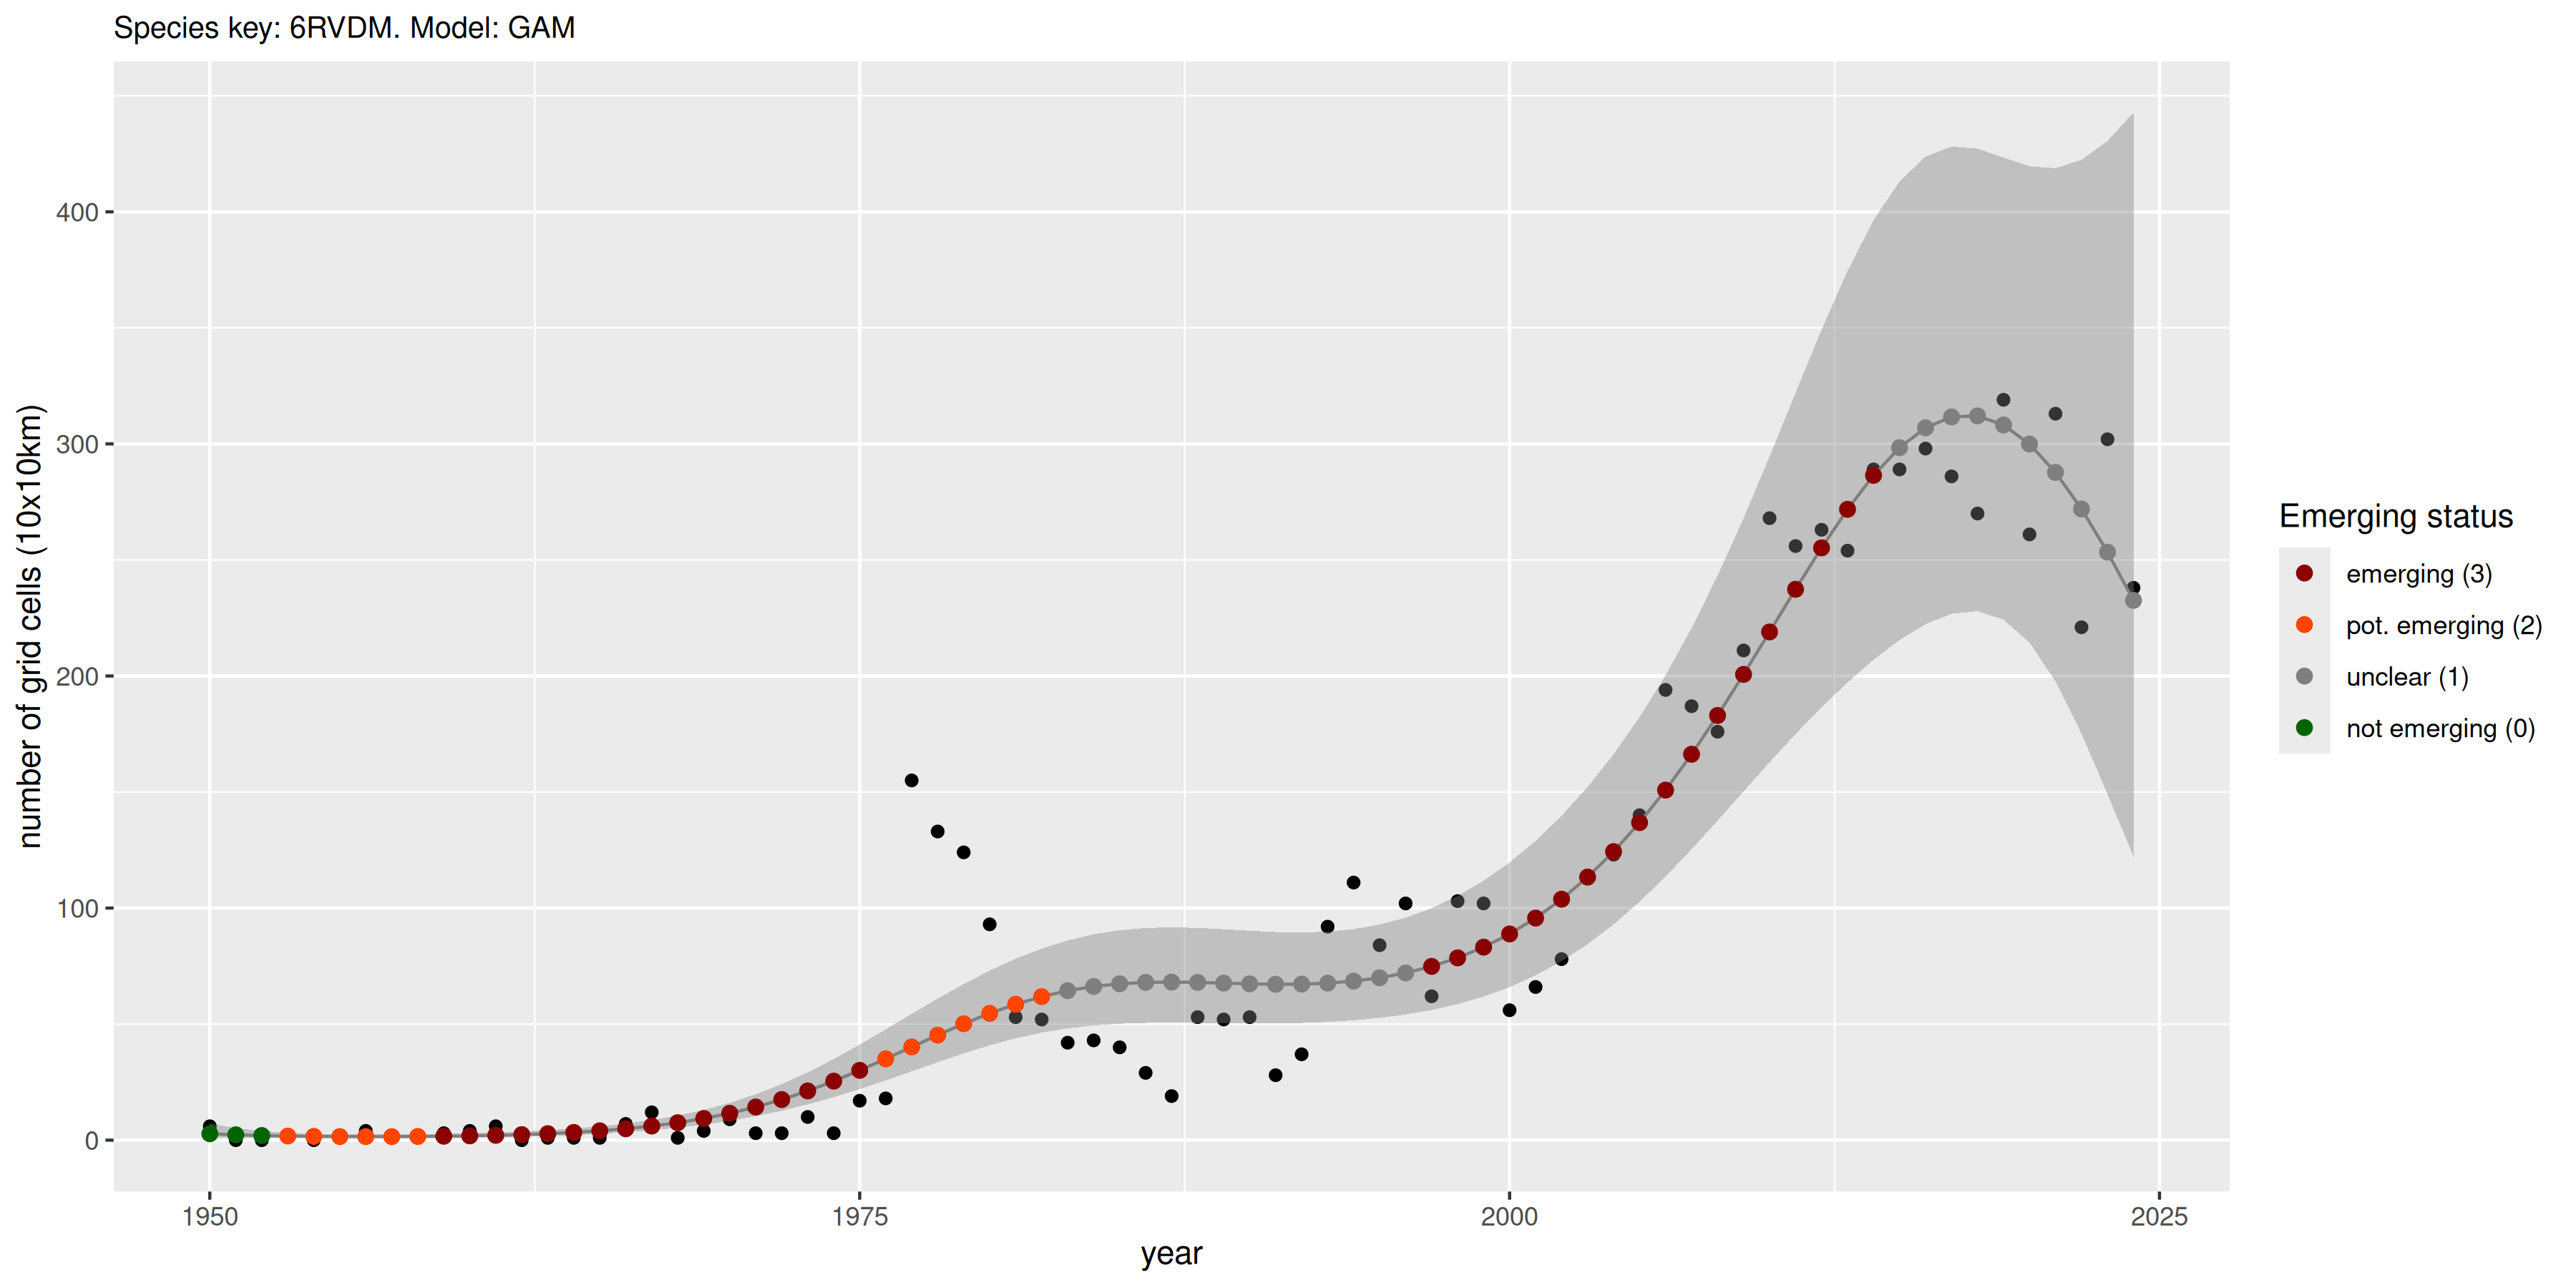 Species key: 6RVDM. Model: GAM
number of grid cells (10x10km)
400
300
200
100
0
1950
1975
2000
2025
year
Emerging status
emerging (3)
pot. emerging (2)
unclear (1)
not emerging (0)